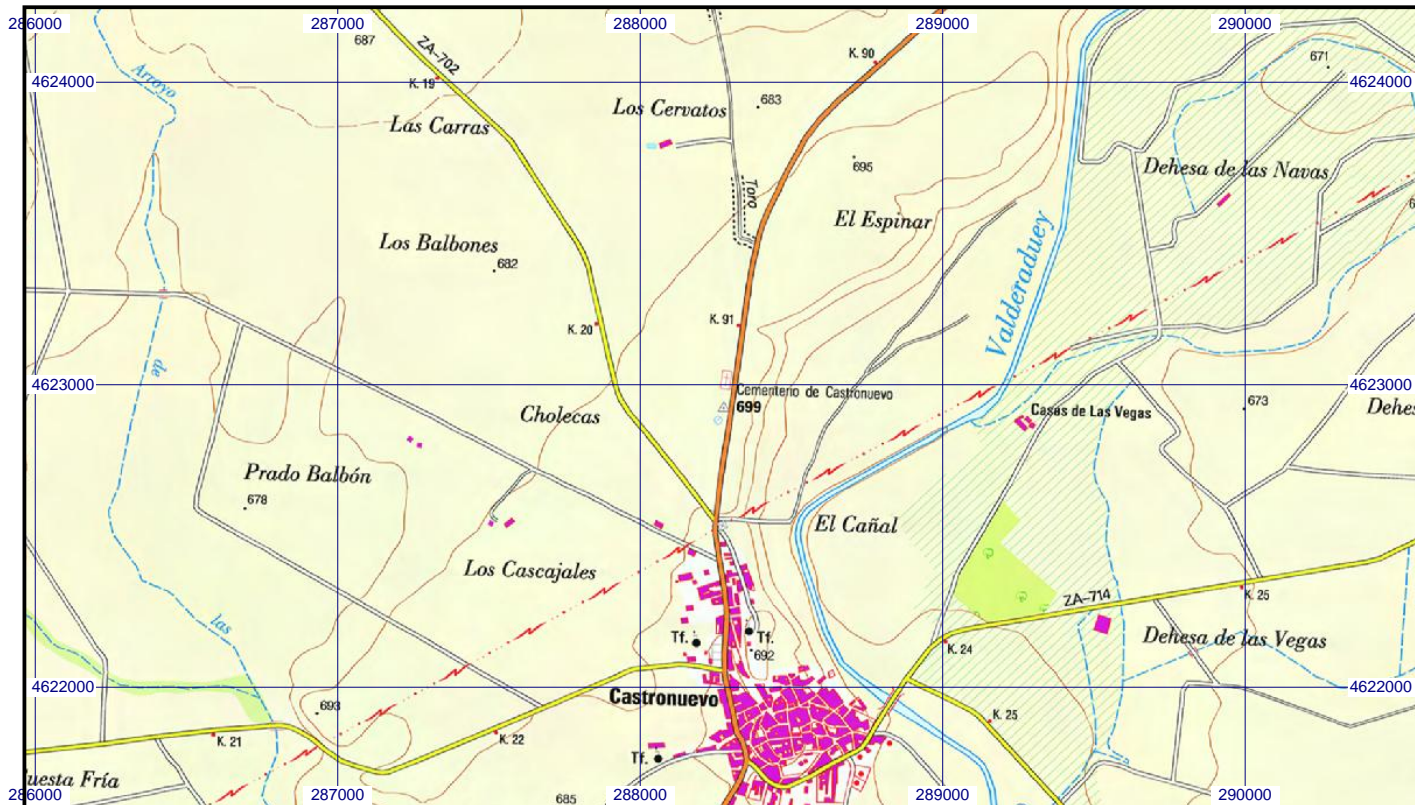 286000
287000
288000
289000
290000
687
ZA-702
K. 19
K. 90
671
4624000
4624000
Arroyo
Las Carras
Los Cervatos
683
695
Dehesa de las Navas
Toro
El Espinar
Los Balbones
682
Valderaduey
K. 20
K. 91
de
4623000
4623000
Cementerio de Castronuevo
699
Cholecas
Casas de Las Vegas
673
Dehes
Prado Balbón
678
El Cañal
Los Cascajales
ZA-714
K. 25
las
Tf.
Tf.
692
K. 24
Dehesa de las Vegas
4622000
4622000
Castronuevo
693
K. 21
K. 22
K. 25
Tf.
uesta Fría
685
286000
287000
288000
289000
290000